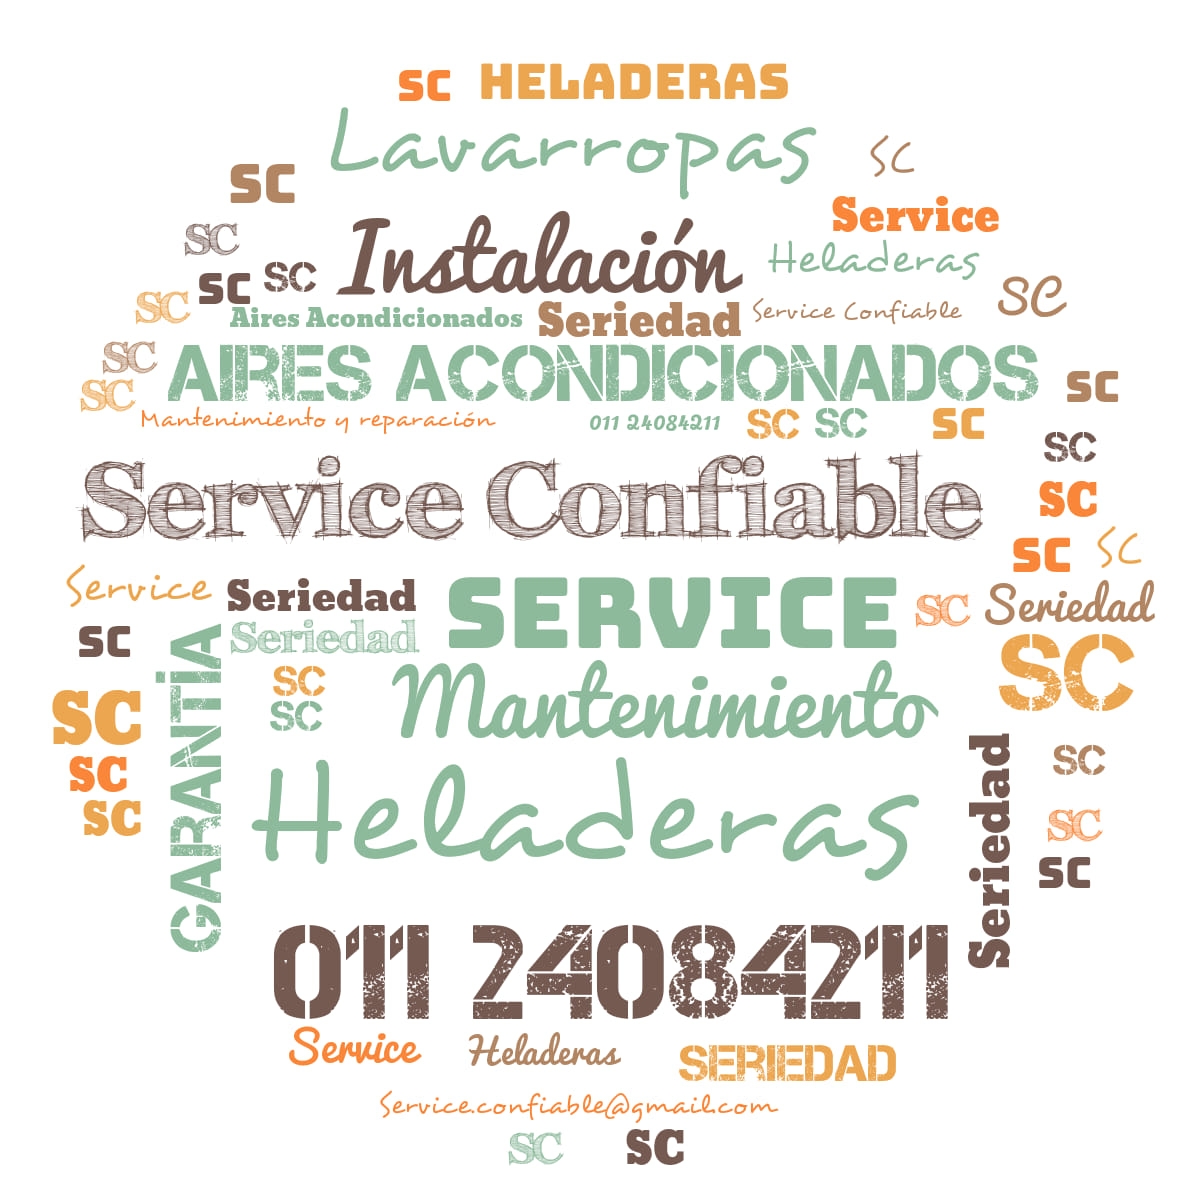 SC HELADERAS
Lavarropas
SC
SC
Service
SC
Instalación
Heladeras
SC SC
SC
SC
Aires Acondicionados
Seriedad
Service Confiable
SC
AIRES ACONDICIONADOS
SC
SC
Mantenimiento y reparación
011 24084211
SC SC
SC
SC
Service Confiable
SC
SC SC
Service
Seriedad
SERVICE
SC
Seriedad
SC
Seriedad
SC
GARANTÍA
SC
SC
Mantenimiento
SC
SC
SC
SC
Heladeras
Seriedad
SC
SC
SC
011 24084211
Service
Heladeras
SERIEDAD
Service.confiable@gmail.com
SC
SC